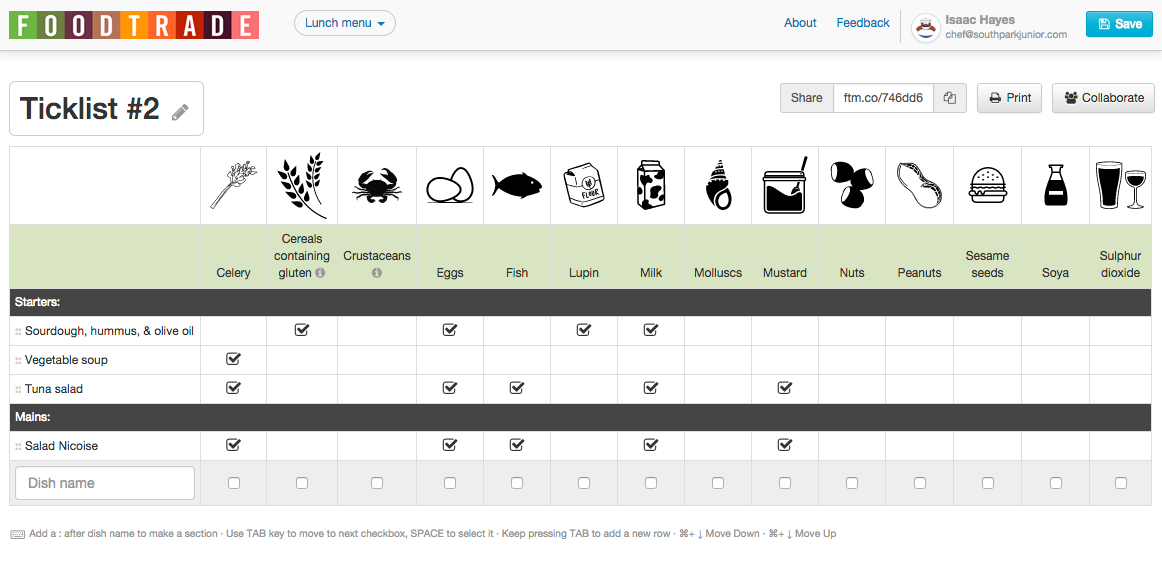 FOODTRADE
Lunch menu
About
Feedback
Isaac Hayes
chef@southparkjunior.com
Save
Ticklist #2
Share
ftm.co/746dd6
Print
Collaborate
FLOUR
Celery
Cereals
containing
gluten
Crustaceans
Eggs
Fish
Lupin
Milk
Molluscs
Mustard
Nuts
Peanuts
Sesame
seeds
Soya
Sulphur
dioxide
Starters:
Sourdough, hummus, & olive oil
Vegetable soup
Tuna salad
Mains:
Salad Nicoise
Dish name
Add a : after dish name to make a section · Use TAB key to move to next checkbox, SPACE to select it · Keep pressing TAB to add a new row · ⌘+ ↓ Move Down · ⌘+ ↓ Move Up